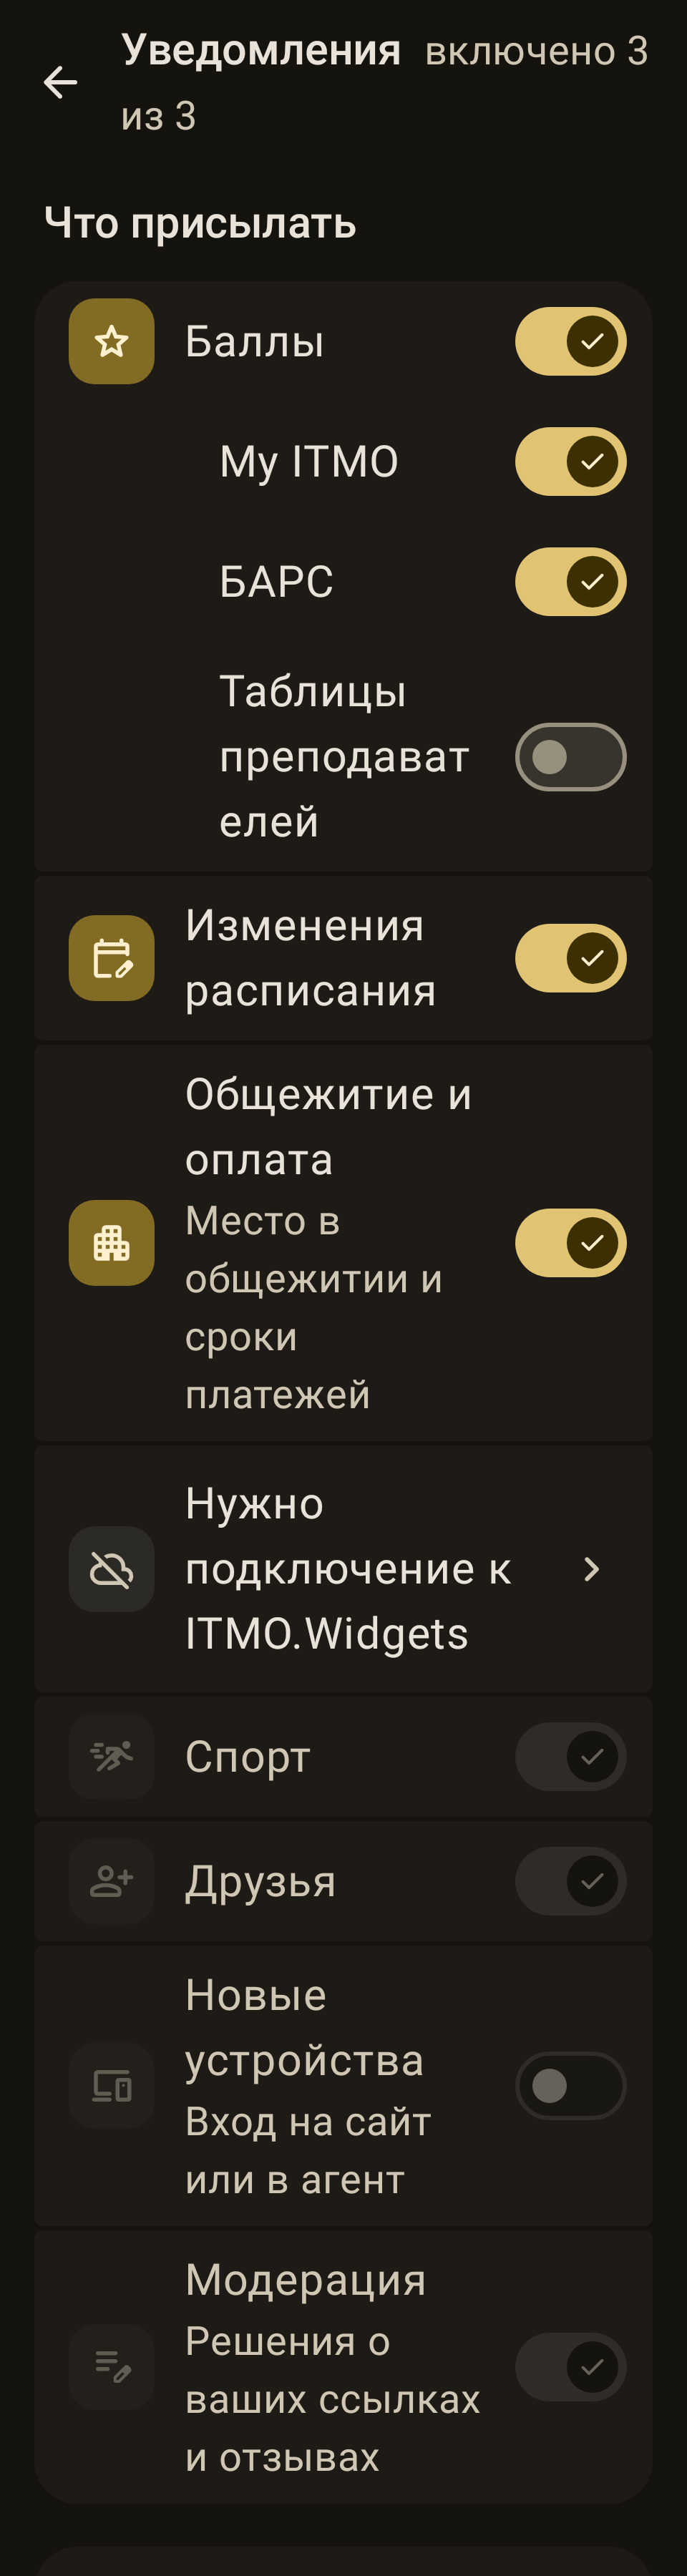 Уведомления включено 3
из 3
Что присылать
Баллы
My ITMO
БАРС
Таблицы
преподават
елей
Изменения
расписания
Общежитие и
оплата
Место в
общежитии и
сроки
платежей
Нужно
подключение к
ITMO.Widgets
Спорт
Друзья
Новые
устройства
Вход на сайт
или в агент
Модерация
Решения о
ваших ссылках
и отзывах